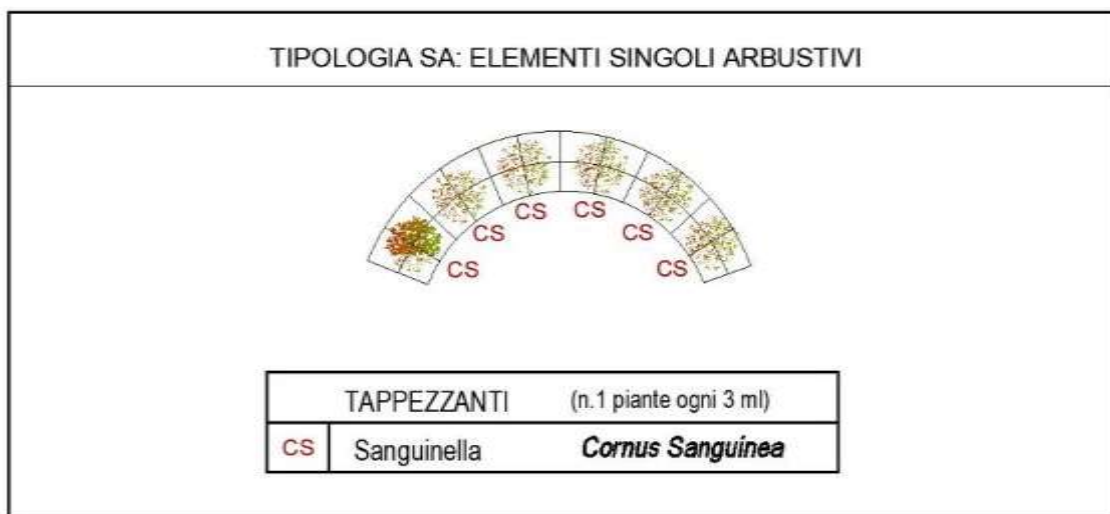 TIPOLOGIA SA: ELEMENTI SINGOLI ARBUSTIVI
CS
CS
CS
CS
CS
CS
TAPPEZZANTI (n.1 piante ogni 3 ml)
CS Sanguinella Cornus Sanguinea